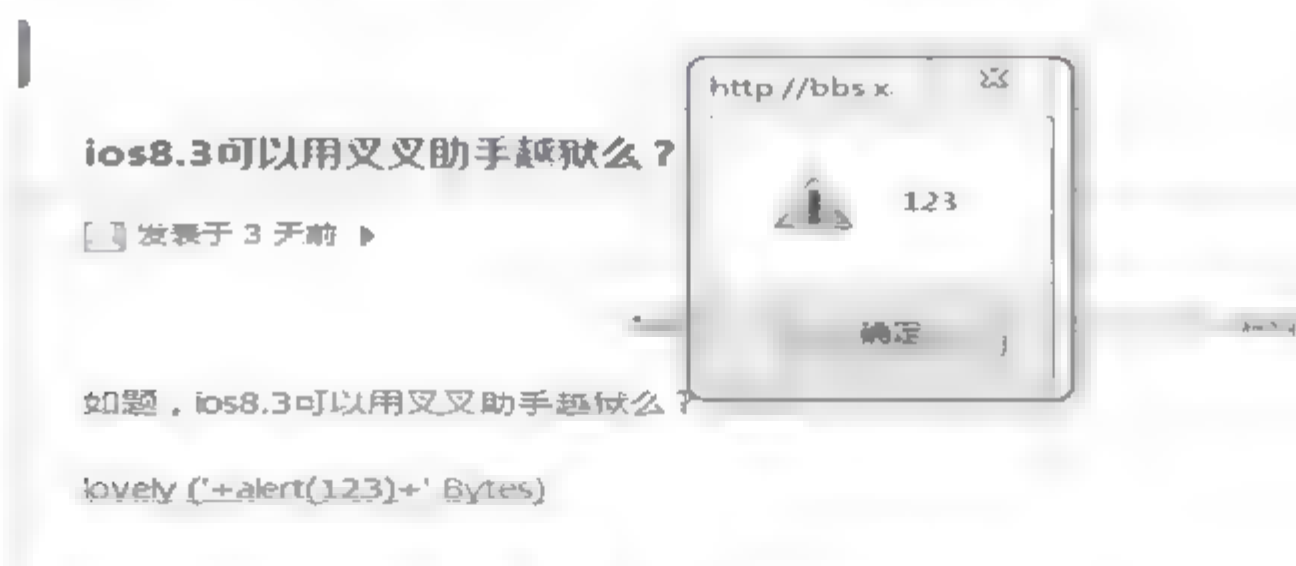 ios8.3可以用叉叉助手越狱么？
发表于 3 天前
http //bbs x.
123
确定
如题，ios8.3可以用叉叉助手越狱么？
lovely ('+alert(123)+' Bytes)